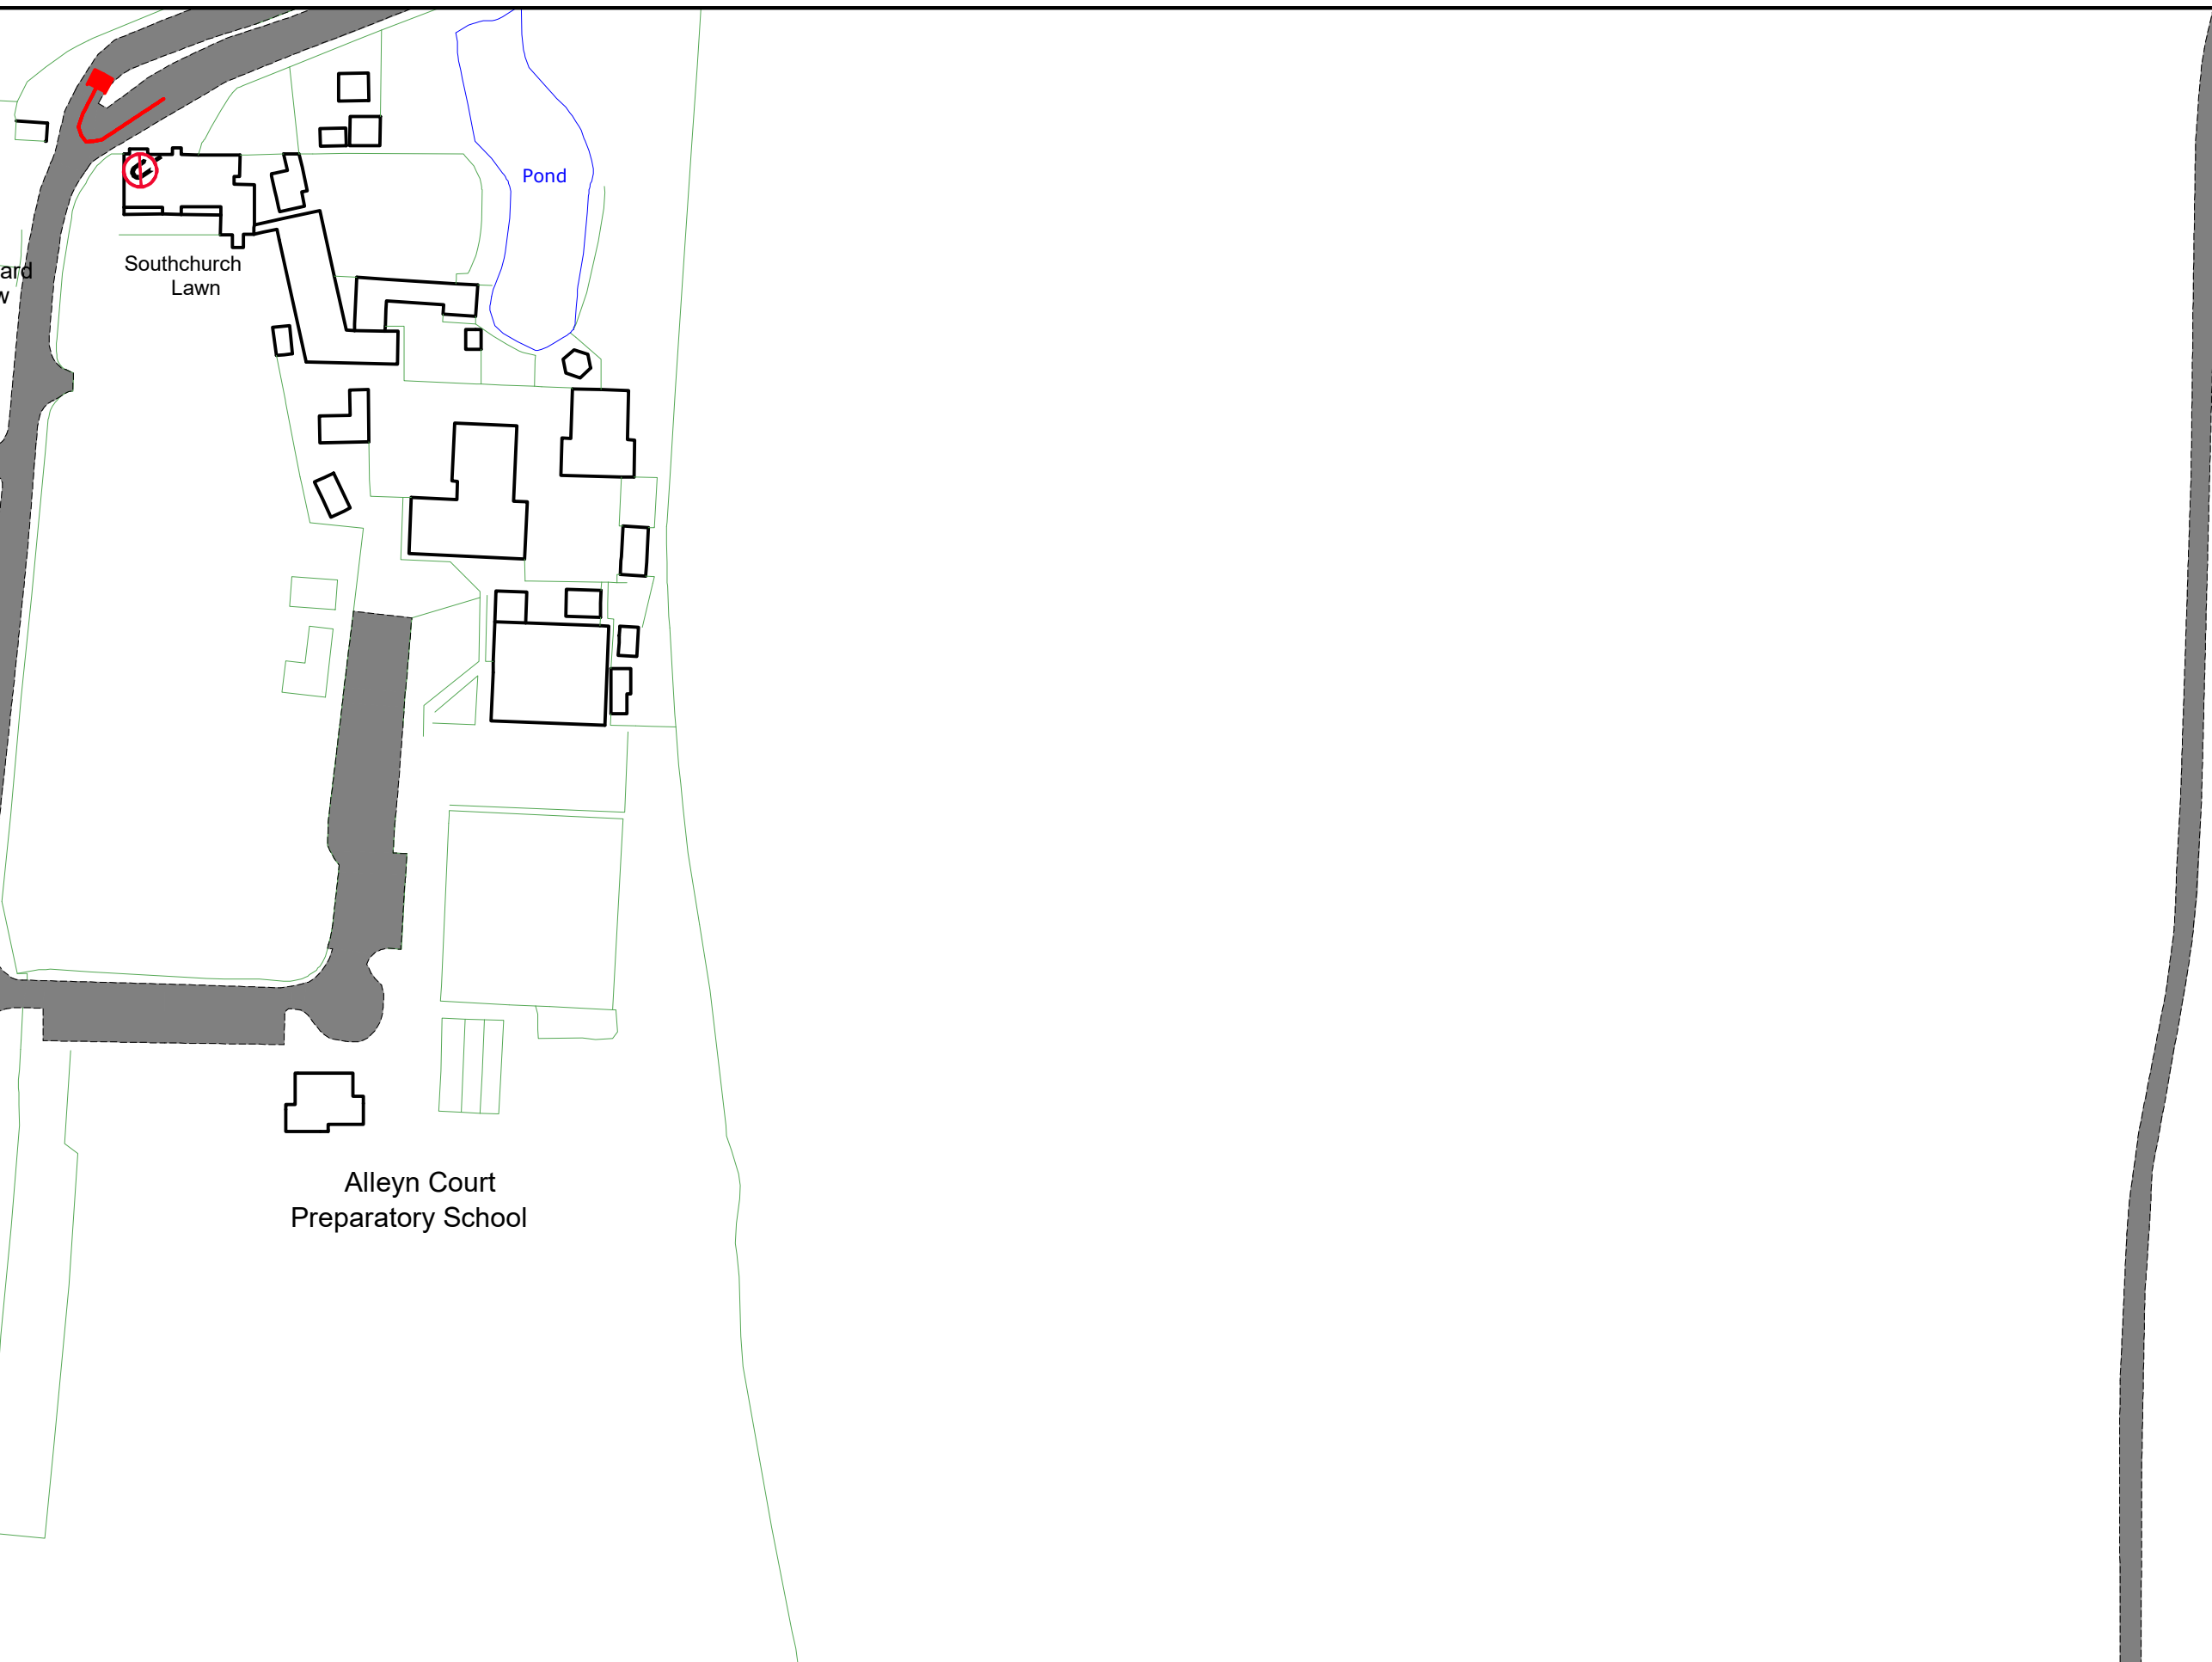 Pond
Southchurch
Lawn
ard
w
Alleyn Court
Preparatory School